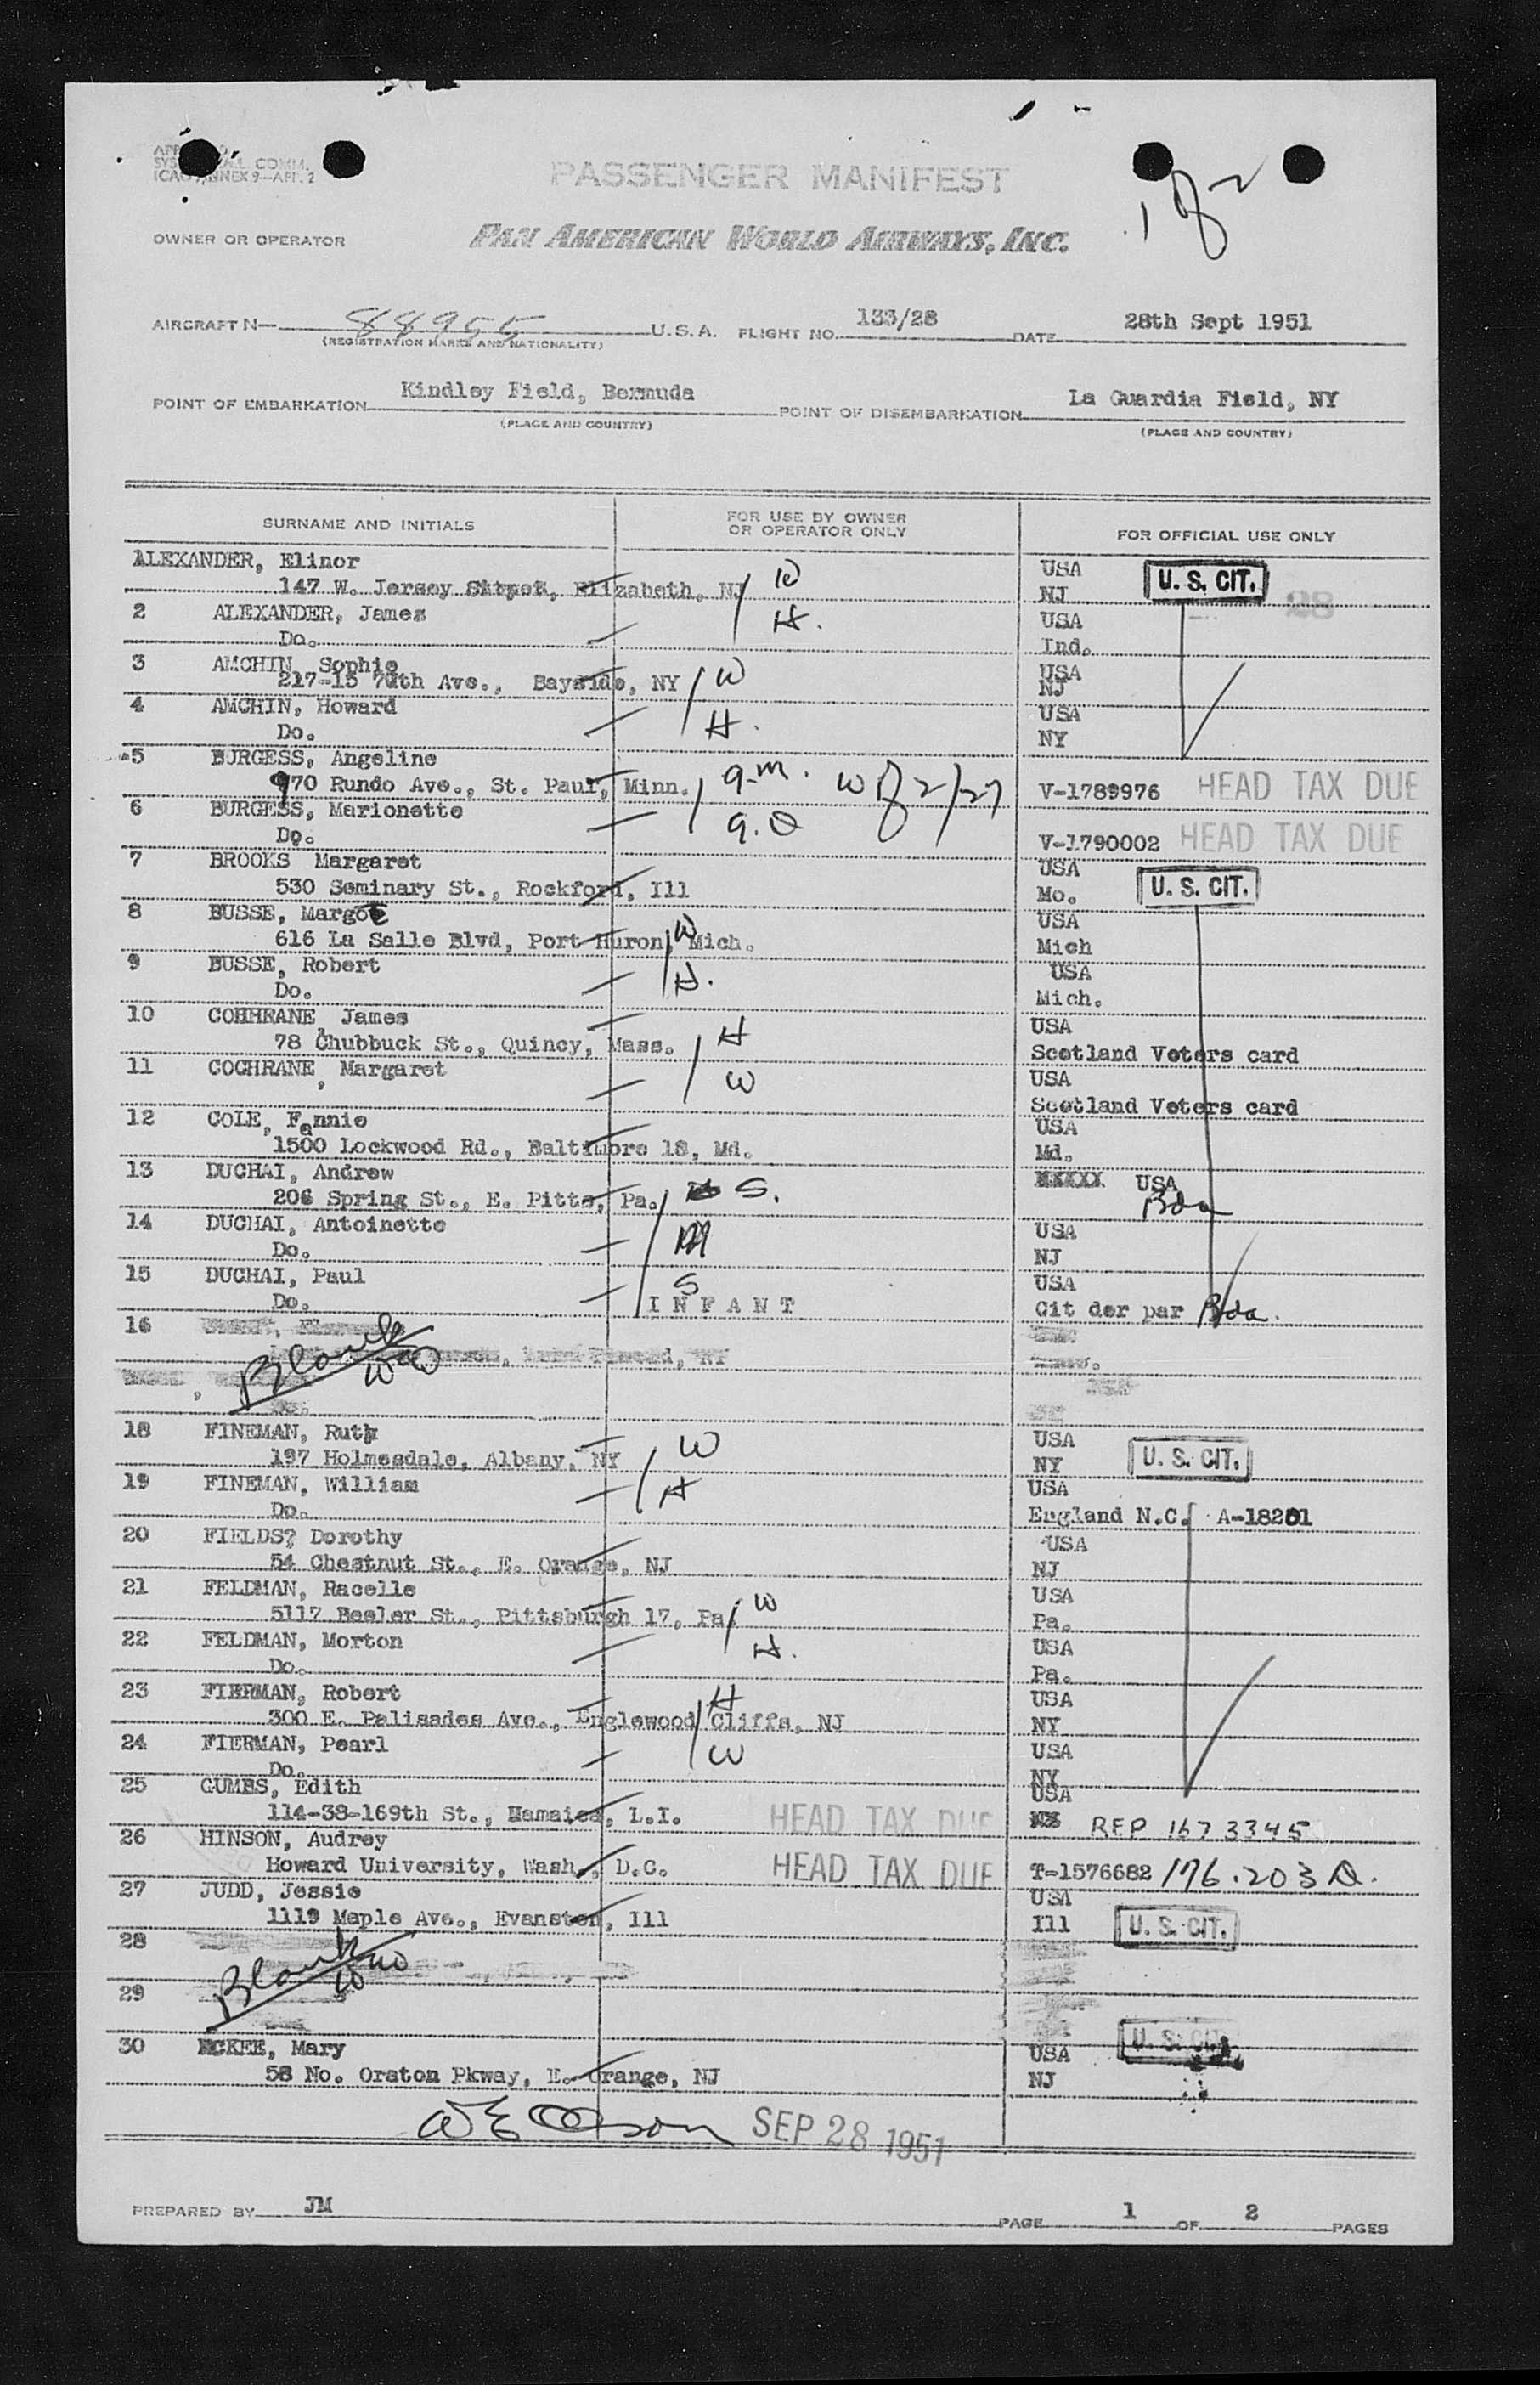 PASSENGER MANIFEST
1 of 2
ICAO ANNEX 9—APP. 2
OWNER OR OPERATOR PAN AMERICAN WORLD AIRWAYS, INC.
AIRCRAFT N— 88955 U.S.A. FLIGHT NO. 133/28 DATE 28th Sept 1951
(REGISTRATION MARKS AND NATIONALITY)
POINT OF EMBARKATION Kindley Field, Bermuda POINT OF DISEMBARKATION La Guardia Field, NY
(PLACE AND COUNTRY) (PLACE AND COUNTRY)
SURNAME AND INITIALS FOR USE BY OWNER OR OPERATOR ONLY FOR OFFICIAL USE ONLY
ALEXANDER, Elinor USA U. S. CIT.
147 W. Jersey Elizabeth, NJ W NJ 28
2 ALEXANDER, James H. USA
Do. Ind.
3 AMCHIN, Sophie W USA
217-15 Ave., Bayside, NY NJ
4 AMCHIN, Howard H. USA
Do. NY
5 BURGESS, Angeline
970 Rundo Ave., St. Paul, Minn. V-1789976 HEAD TAX DUE
6 BURGESS, Marionette
Do. V-1790002 HEAD TAX DUE
7 BROOKS Margaret USA
530 Seminary St., Rockford, Ill Mo. U. S. CIT.
8 BUSSE, Margot USA
616 La Salle Blvd, Port Huron, Mich. W Mich
9 BUSSE, Robert USA
Do. H. Mich.
10 COCHRANE, James H USA
78 Chubbuck St., Quincy, Mass. Scotland Voters card
11 COCHRANE, Margaret W USA
Scotland Voters card
12 COLE, Fannie USA
1500 Lockwood Rd., Baltimore 18, Md. Md.
13 DUCHAI, Andrew USA
206 Spring St., E. Pitts, Pa. S. Bda
14 DUCHAI, Antoinette M USA
Do. NJ
15 DUCHAI, Paul S USA
Do. INFANT Cit der par Bda.
16
Blank
18 FINEMAN, Ruth W USA
197 Holmesdale, Albany, NY NY U. S. CIT.
19 FINEMAN, William H USA
Do. England N.C. A-18201
20 FIELDS? Dorothy USA
54 Chestnut St., E. Orange, NJ NJ
21 FELDMAN, Racelle W USA
5117 Beeler St., Pittsburgh 17, Pa. Pa.
22 FELDMAN, Morton H. USA
Do. Pa.
23 FIERMAN, Robert H USA
300 E. Palisades Ave., Englewood Cliffs, NJ NY
24 FIERMAN, Pearl W USA
Do. NY
25 GUMBS, Edith USA
114-38-169th St., Hamaica, L.I. HEAD TAX DUE REP 1673345
26 HINSON, Audrey
Howard University, Wash., D.C. HEAD TAX DUE T-1576682 176.203
27 JUDD, Jessie USA
1119 Maple Ave., Evanston, Ill Ill U. S. CIT.
28
Blank
29
30 MCKEE, Mary USA U. S. CIT.
58 No. Oraton Pkway, E. Orange, NJ NJ
SEP 28 1951
PREPARED BY JM PAGE 1 OF 2 PAGES